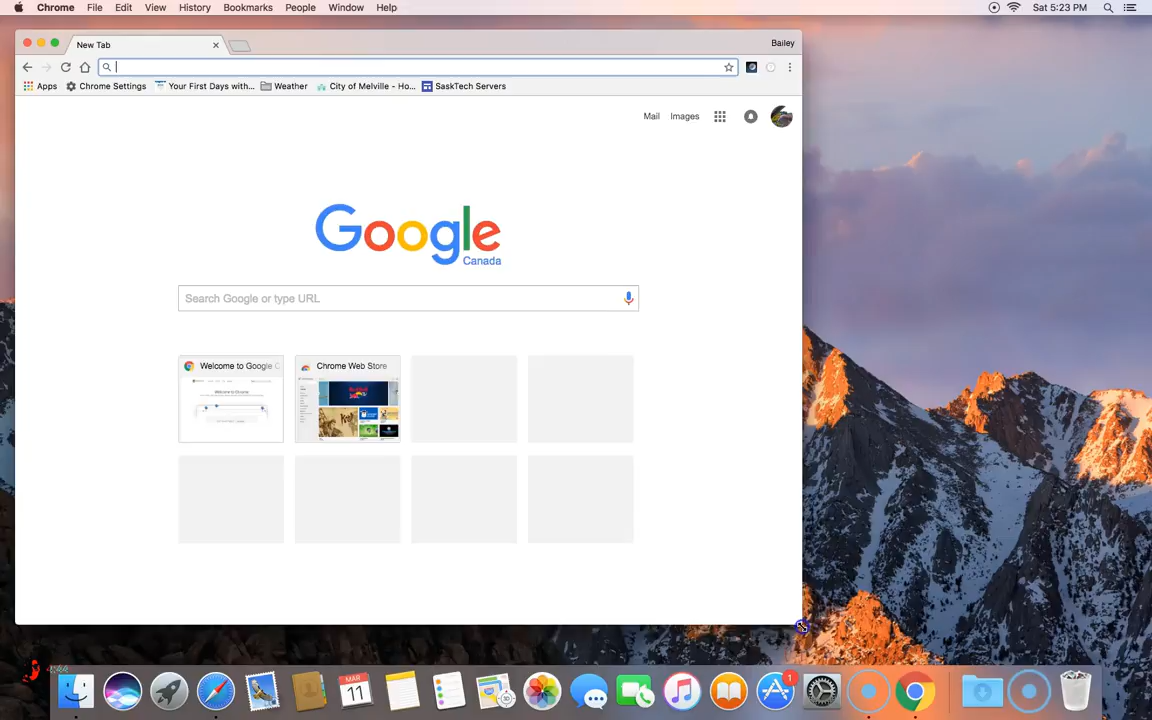 Chrome File Edit View History Bookmarks People Window Help Sat 5:23 PM
New Tab Bailey
Apps Chrome Settings Your First Days with... Weather City of Melville - Ho... SaskTech Servers
Mail Images
Google
Canada
Search Google or type URL
Welcome to Google C Chrome Web Store
MAR
11
1